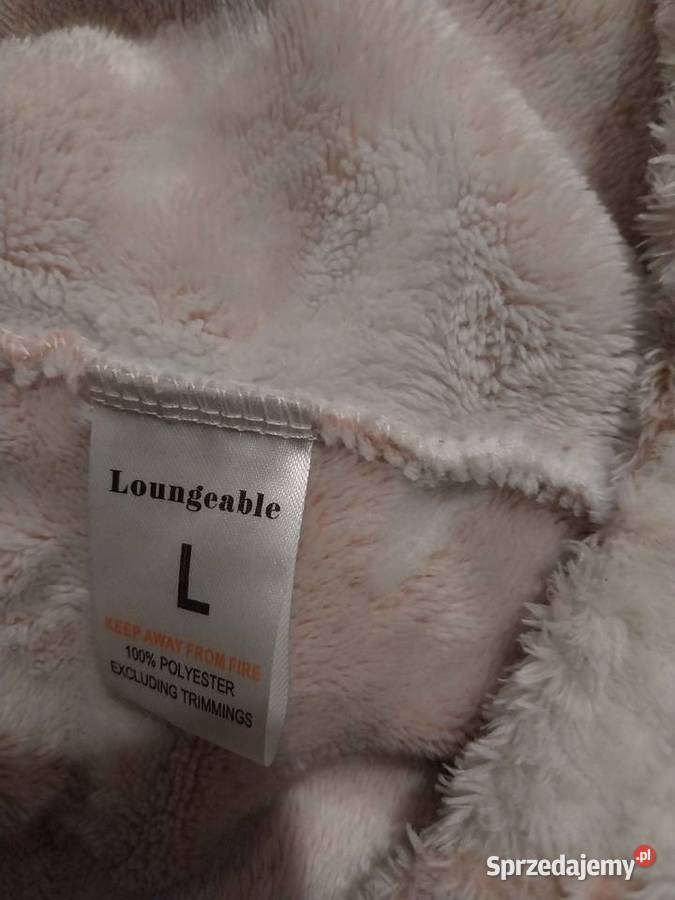 Loungeable
L
KEEP AWAY FROM FIRE
100% POLYESTER
EXCLUDING TRIMMINGS
Sprzedajemy.pl